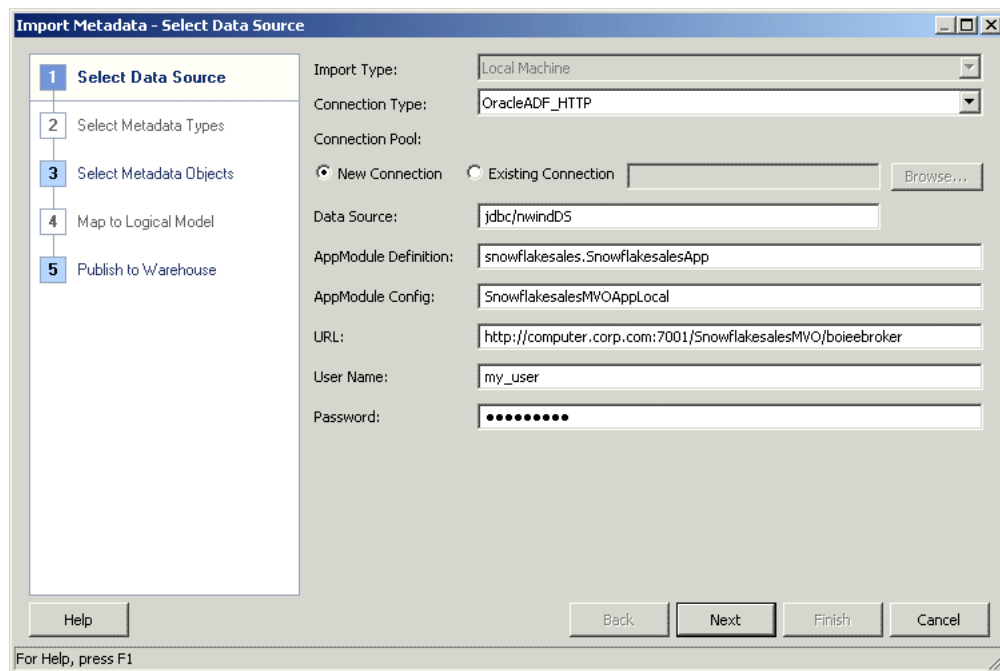 Import Metadata - Select Data Source
1 Select Data Source
2 Select Metadata Types
3 Select Metadata Objects
4 Map to Logical Model
5 Publish to Warehouse
Import Type: Local Machine
Connection Type: OracleADF_HTTP
Connection Pool:
New Connection Existing Connection Browse...
Data Source: jdbc/nwindDS
AppModule Definition: snowflakesales.SnowflakesalesApp
AppModule Config: SnowflakesalesMVOAppLocal
URL: http://computer.corp.com:7001/SnowflakesalesMVO/boieebroker
User Name: my_user
Password: ●●●●●●●●●
Help Back Next Finish Cancel
For Help, press F1